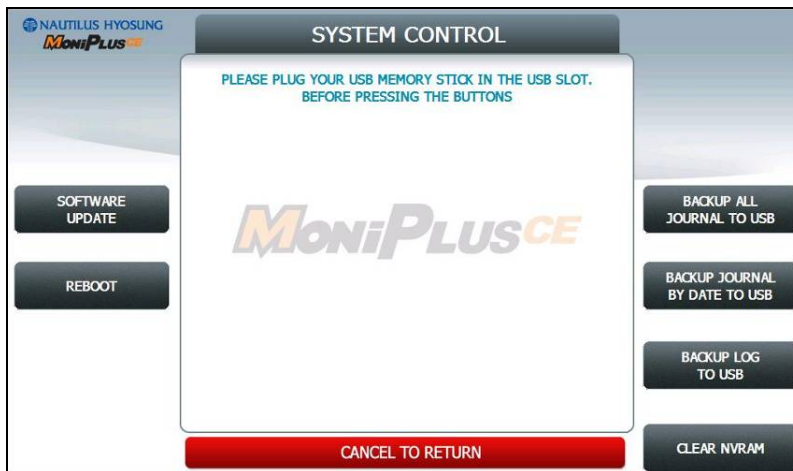 NAUTILUS HYOSUNG
MONiPLUSCE
SYSTEM CONTROL
PLEASE PLUG YOUR USB MEMORY STICK IN THE USB SLOT.
BEFORE PRESSING THE BUTTONS
MONiPLUSCE
SOFTWARE
UPDATE
REBOOT
BACKUP ALL
JOURNAL TO USB
BACKUP JOURNAL
BY DATE TO USB
BACKUP LOG
TO USB
CLEAR NVRAM
CANCEL TO RETURN